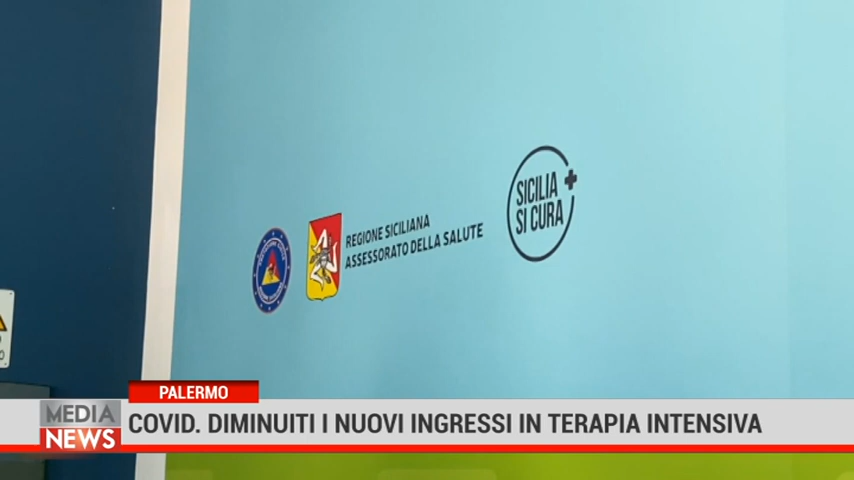 SICILIA
SI CURA
REGIONE SICILIANA
ASSESSORATO DELLA SALUTE
PALERMO
MEDIA
NEWS
COVID. DIMINUITI I NUOVI INGRESSI IN TERAPIA INTENSIVA